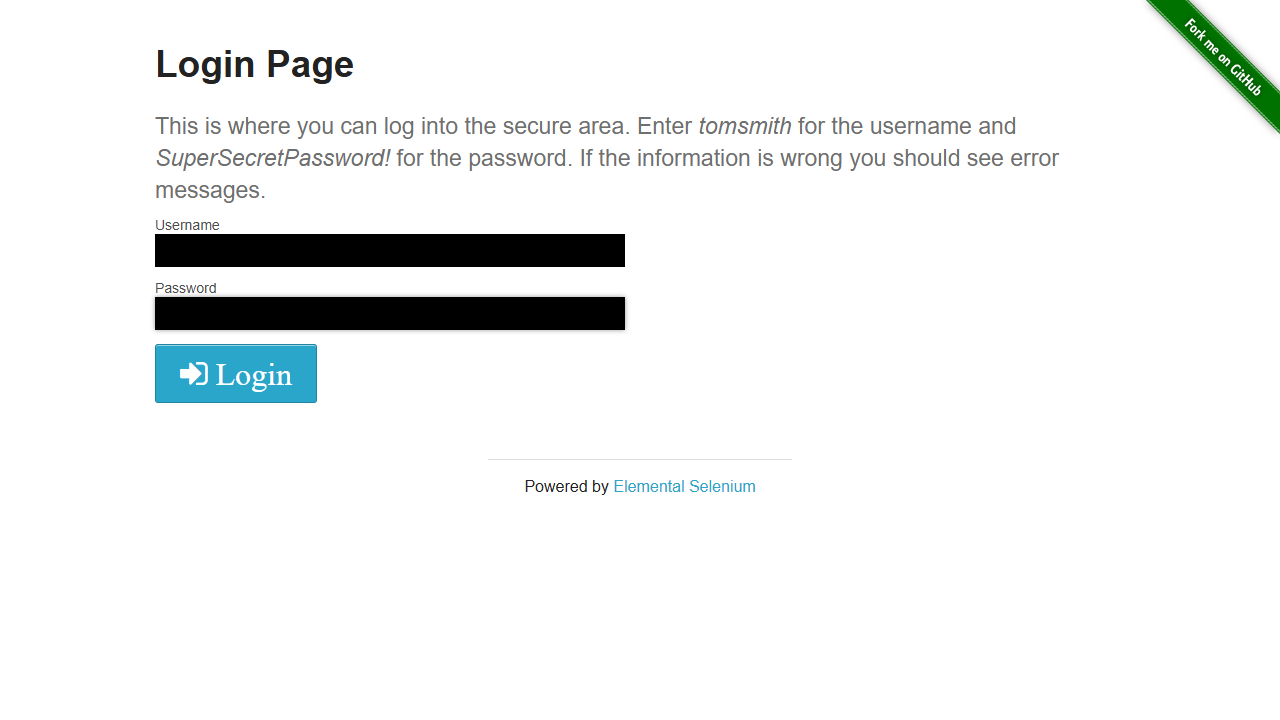 Fork me on GitHub
Login Page
This is where you can log into the secure area. Enter tomsmith for the username and
SuperSecretPassword! for the password. If the information is wrong you should see error
messages.
Username
Password
Login
Powered by Elemental Selenium